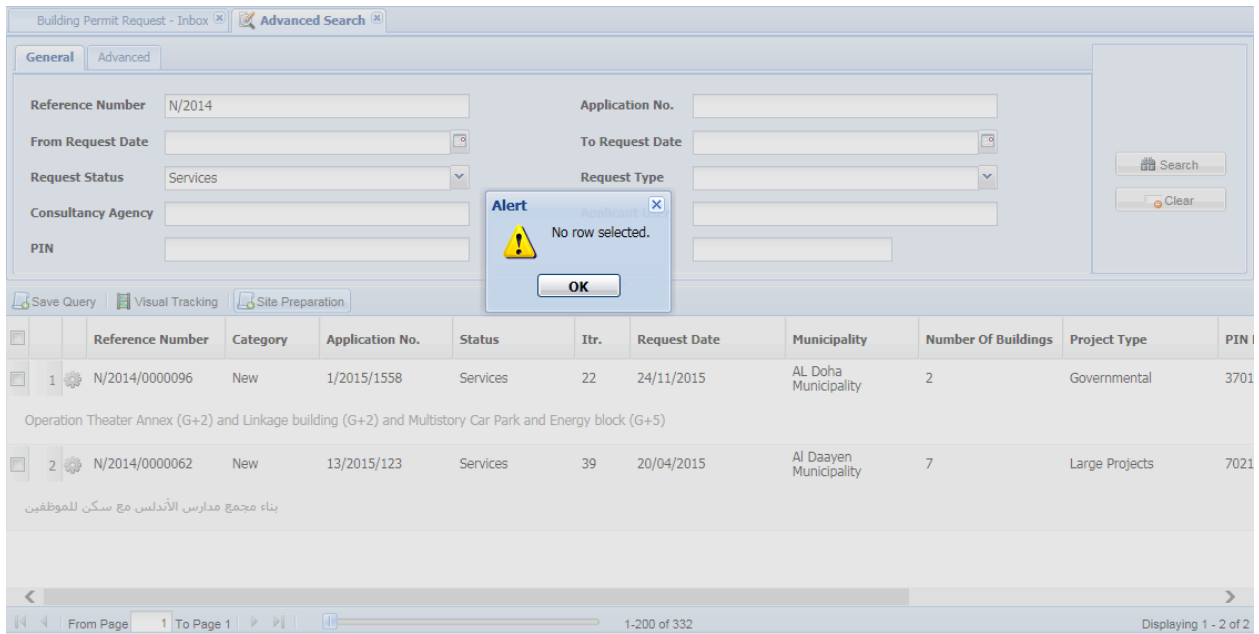 Building Permit Request - Inbox Advanced Search
General Advanced
Reference Number N/2014 Application No.
From Request Date To Request Date
Request Status Services Request Type
Search
Consultancy Agency Applicant User
Clear
PIN
Alert
No row selected.
OK
Save Query Visual Tracking Site Preparation
Reference Number Category Application No. Status Itr. Request Date Municipality Number Of Buildings Project Type PIN
1 N/2014/0000096 New 1/2015/1558 Services 22 24/11/2015 AL Doha Municipality 2 Governmental 3701
Operation Theater Annex (G+2) and Linkage building (G+2) and Multistory Car Park and Energy block (G+5)
2 N/2014/0000062 New 13/2015/123 Services 39 20/04/2015 Al Daayen Municipality 7 Large Projects 7021
بناء مجمع مدارس الأندلس مع سكن للموظفين
From Page 1 To Page 1 1-200 of 332 Displaying 1 - 2 of 2